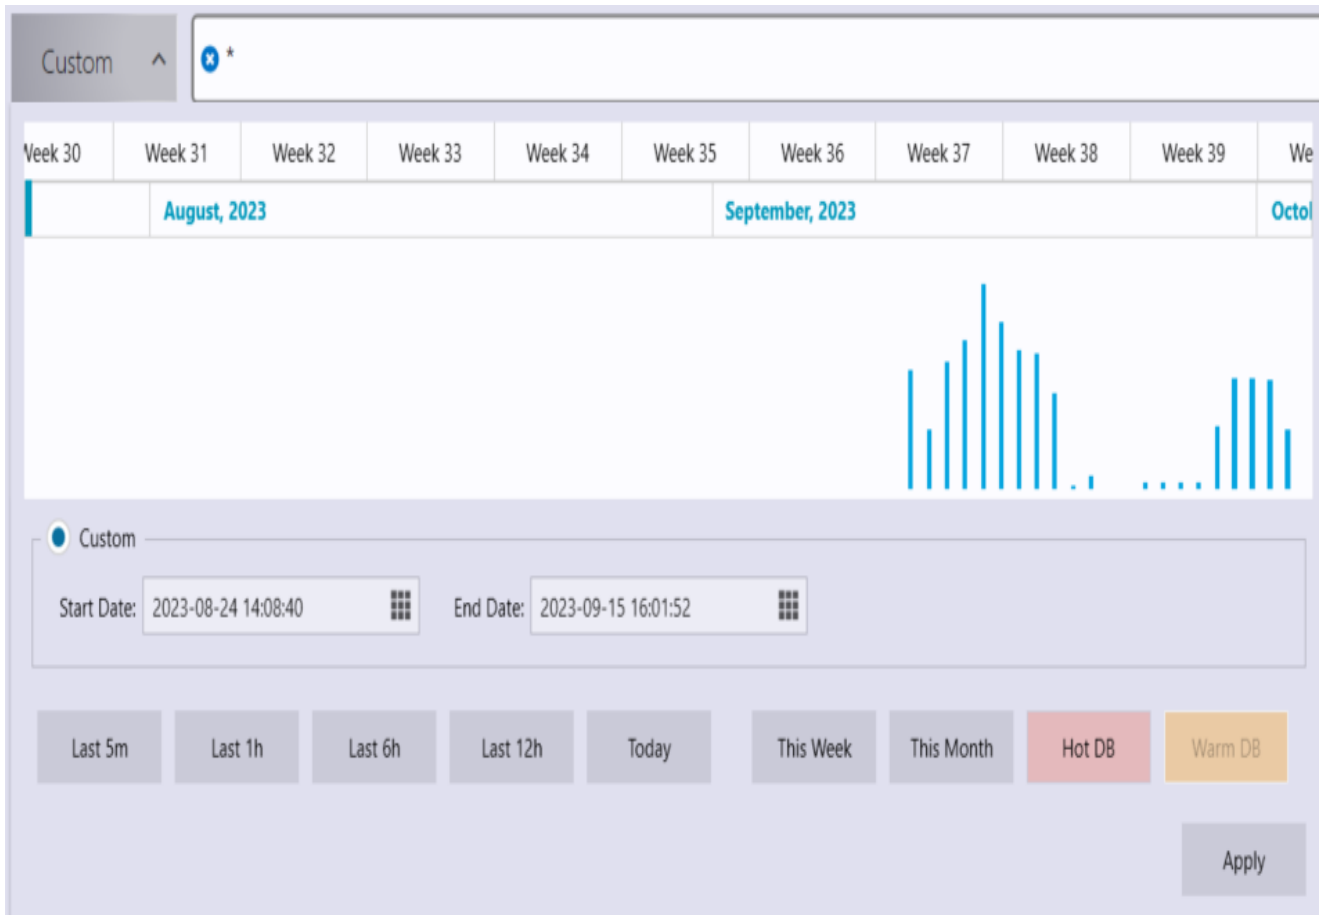 Custom *
Week 30 Week 31 Week 32 Week 33 Week 34 Week 35 Week 36 Week 37 Week 38 Week 39 We
August, 2023 September, 2023 Octo
Custom
Start Date: 2023-08-24 14:08:40 End Date: 2023-09-15 16:01:52
Last 5m Last 1h Last 6h Last 12h Today This Week This Month Hot DB Warm DB
Apply